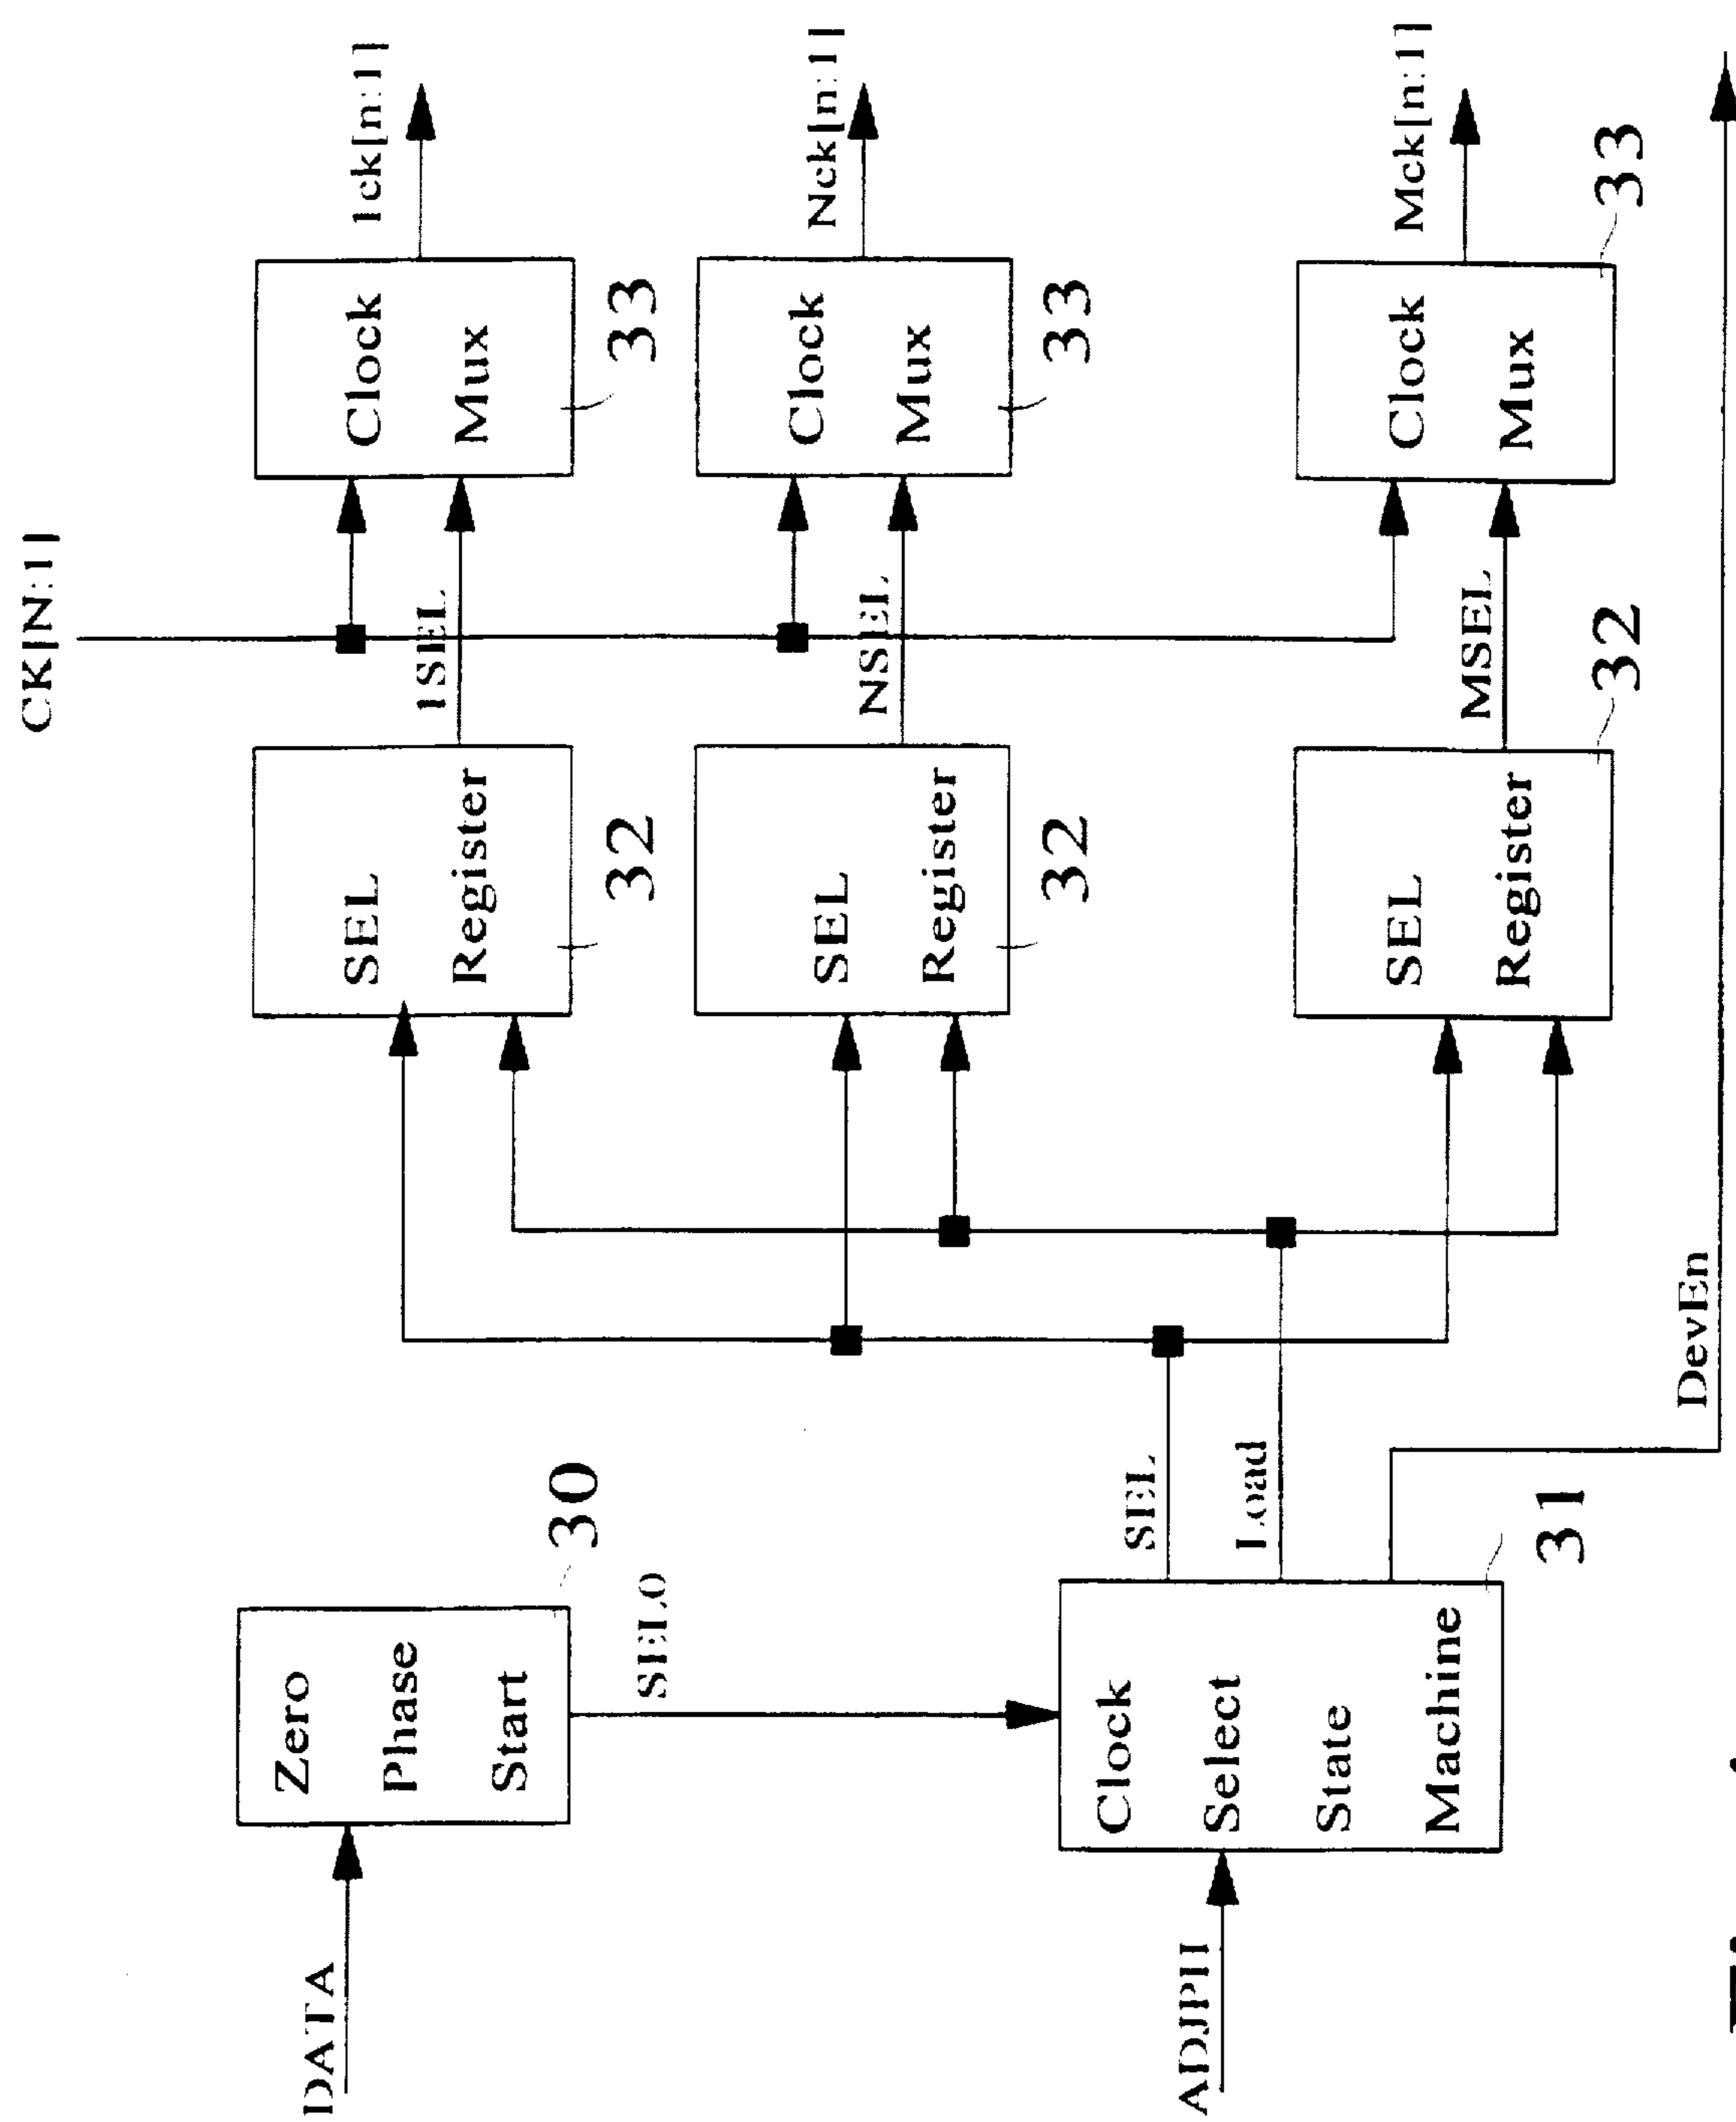 CK[N:1]
DATA
Zero
Phase
Start
30
SEL0
SEL
Register
32
1SEL
Clock
Mux
33
1ck[n:1]
SEL
Register
32
NSEL
Clock
Mux
33
Nck[n:1]
ADJPH
Clock
Select
State
Machine
31
SEL
Load
DevEn
SEL
Register
32
MSEL
Clock
Mux
33
Mck[n:1]